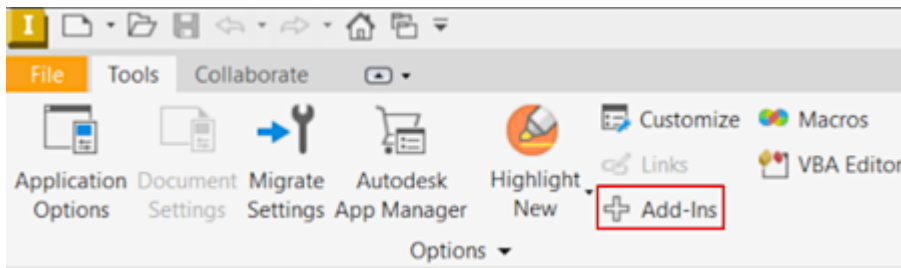 I
File Tools Collaborate
Application Options
Document Settings
Migrate Settings
Autodesk App Manager
Highlight New
Customize
Links
Add-Ins
Macros
VBA Editor
Options